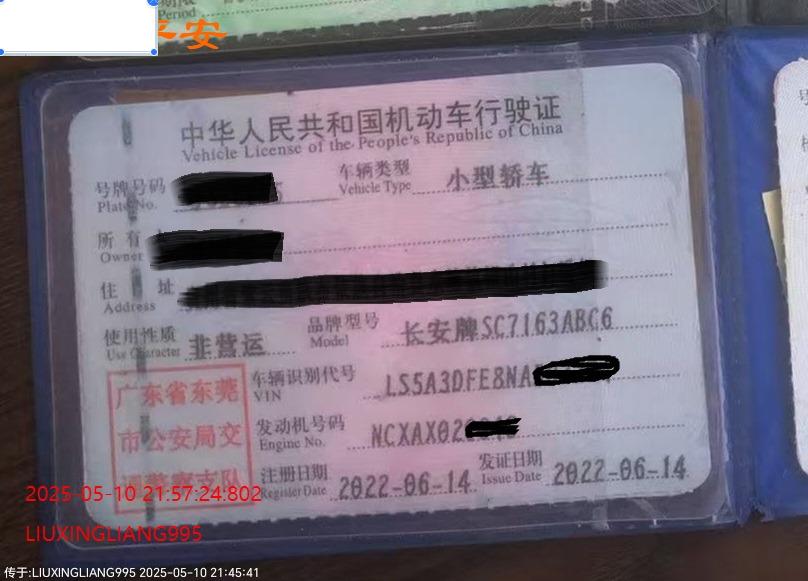 Period
平安
中华人民共和国机动车行驶证
Vehicle License of the People's Republic of China
号牌号码
Plate No.
车辆类型
Vehicle Type
小型轿车
所有
Owner
住址
Address
使用性质
Use Character
非营运
品牌型号
Model
长安牌SC7163ABC6
广东省东莞
市公安局交
警察支队
车辆识别代号
VIN
LS5A3DFE8NA
发动机号码
Engine No.
NCXAX02
注册日期
Register Date
2022-06-14
发证日期
Issue Date
2022-06-14
2025-05-10 21:57:24:802
LIUXINGLIANG995
传于:LIUXINGLIANG995 2025-05-10 21:45:41